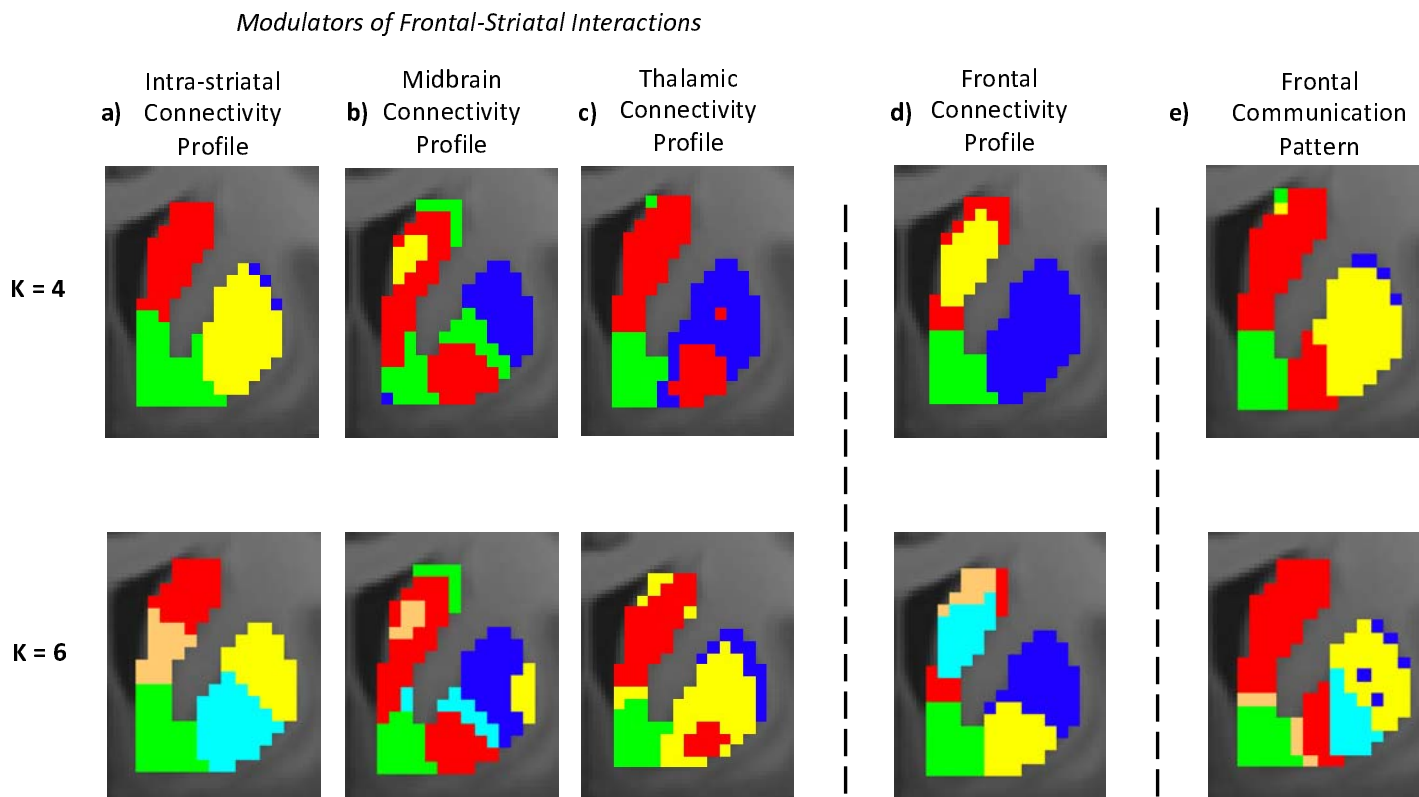 Modulators of Frontal-Striatal Interactions
a) Intra-striatal
Connectivity
Profile
b) Midbrain
Connectivity
Profile
c) Thalamic
Connectivity
Profile
d) Frontal
Connectivity
Profile
e) Frontal
Communication
Pattern
K = 4
K = 6